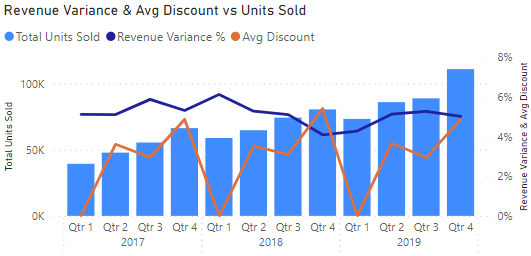 Revenue Variance & Avg Discount vs Units Sold
Total Units Sold Revenue Variance % Avg Discount
8%
100K
6%
50K
4%
2%
0K
0%
Total Units Sold
Revenue Variance & Avg Discount
Qtr 1 Qtr 2 Qtr 3 Qtr 4 Qtr 1 Qtr 2 Qtr 3 Qtr 4 Qtr 1 Qtr 2 Qtr 3 Qtr 4
2017 2018 2019